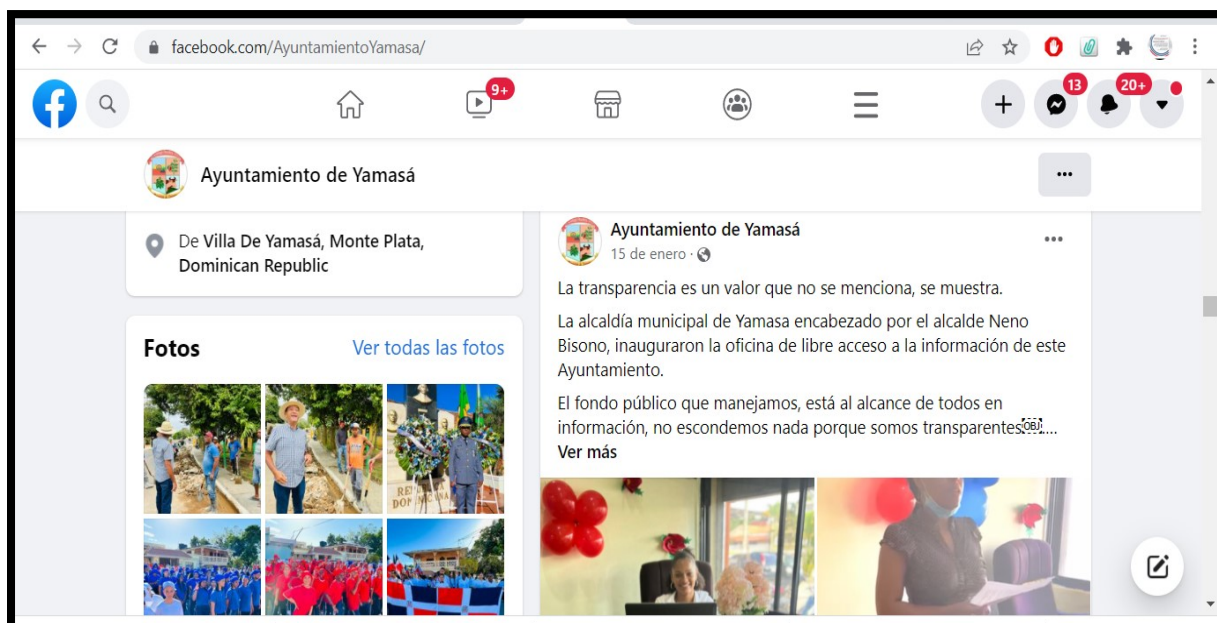 facebook.com/AyuntamientoYamasa/
9+
13
20+
Ayuntamiento de Yamasá
De Villa De Yamasá, Monte Plata,
Dominican Republic
Fotos
Ver todas las fotos
Ayuntamiento de Yamasá
15 de enero ·
La transparencia es un valor que no se menciona, se muestra.
La alcaldía municipal de Yamasa encabezado por el alcalde Neno
Bisono, inauguraron la oficina de libre acceso a la información de este
Ayuntamiento.
El fondo público que manejamos, está al alcance de todos en
información, no escondemos nada porque somos transparentes￼....
Ver más